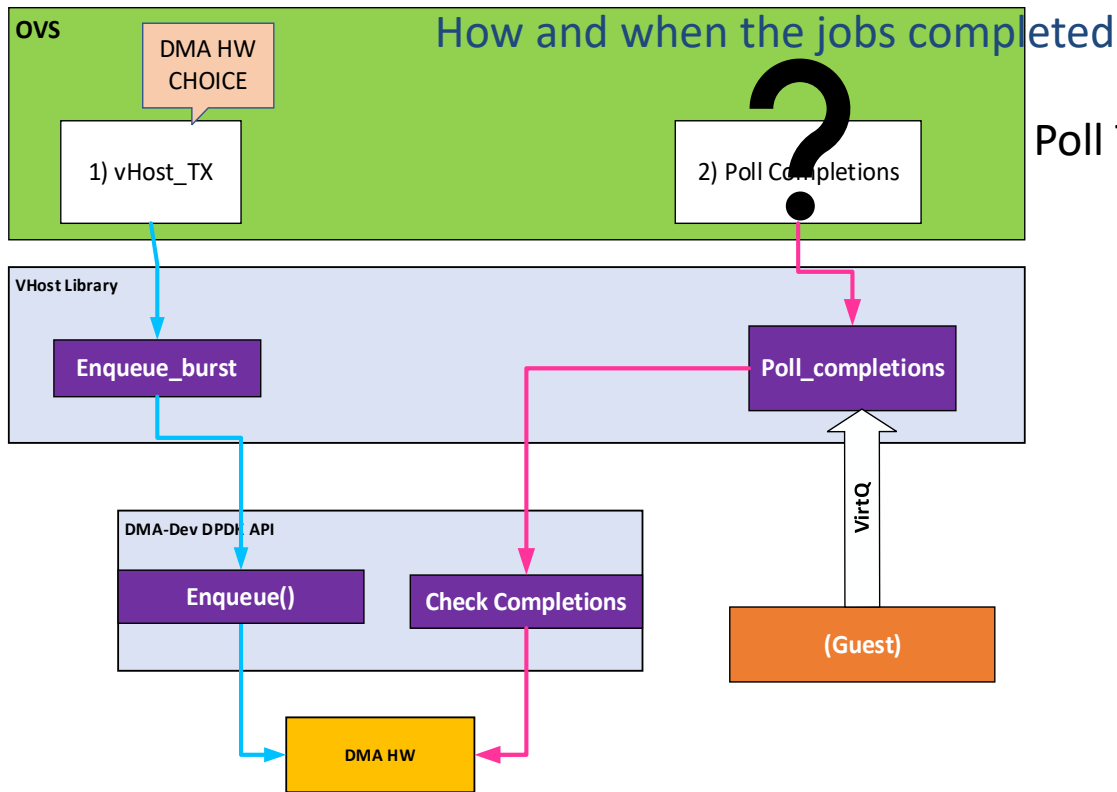 OVS
How and when the jobs completed
DMA HW
CHOICE
Poll
1) vHost_TX
2) Poll Completions
VHost Library
Enqueue_burst
Poll_completions
VirtQ
DMA-Dev DPDK API
Enqueue()
Check Completions
(Guest)
DMA HW